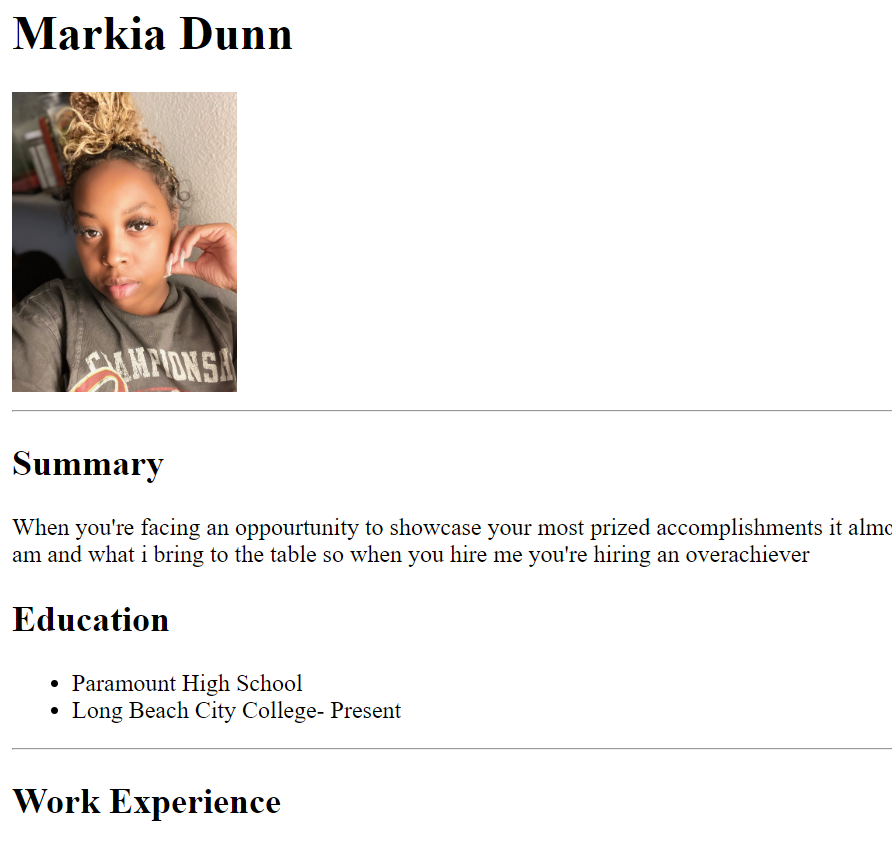 Markia Dunn
CHAMPIONSH
Summary
When you're facing an oppourtunity to showcase your most prized accomplishments it almo
am and what i bring to the table so when you hire me you're hiring an overachiever
Education
Paramount High School
Long Beach City College- Present
Work Experience